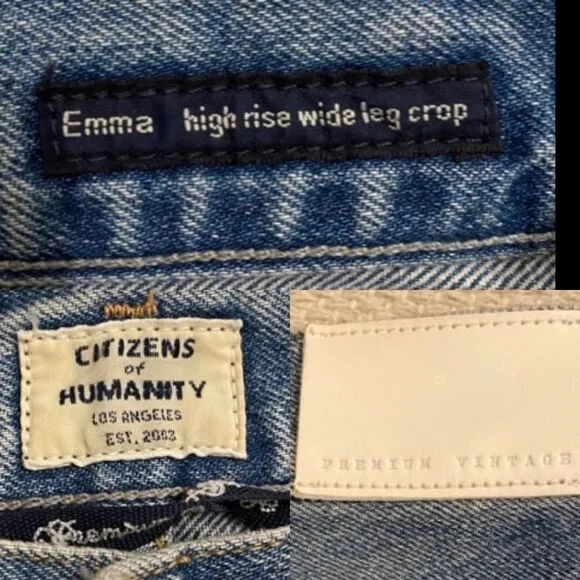 Emma high rise wide leg crop
CITIZENS
OF
HUMANITY
LOS ANGELES
EST. 2003
PREMIUM VINTAGE